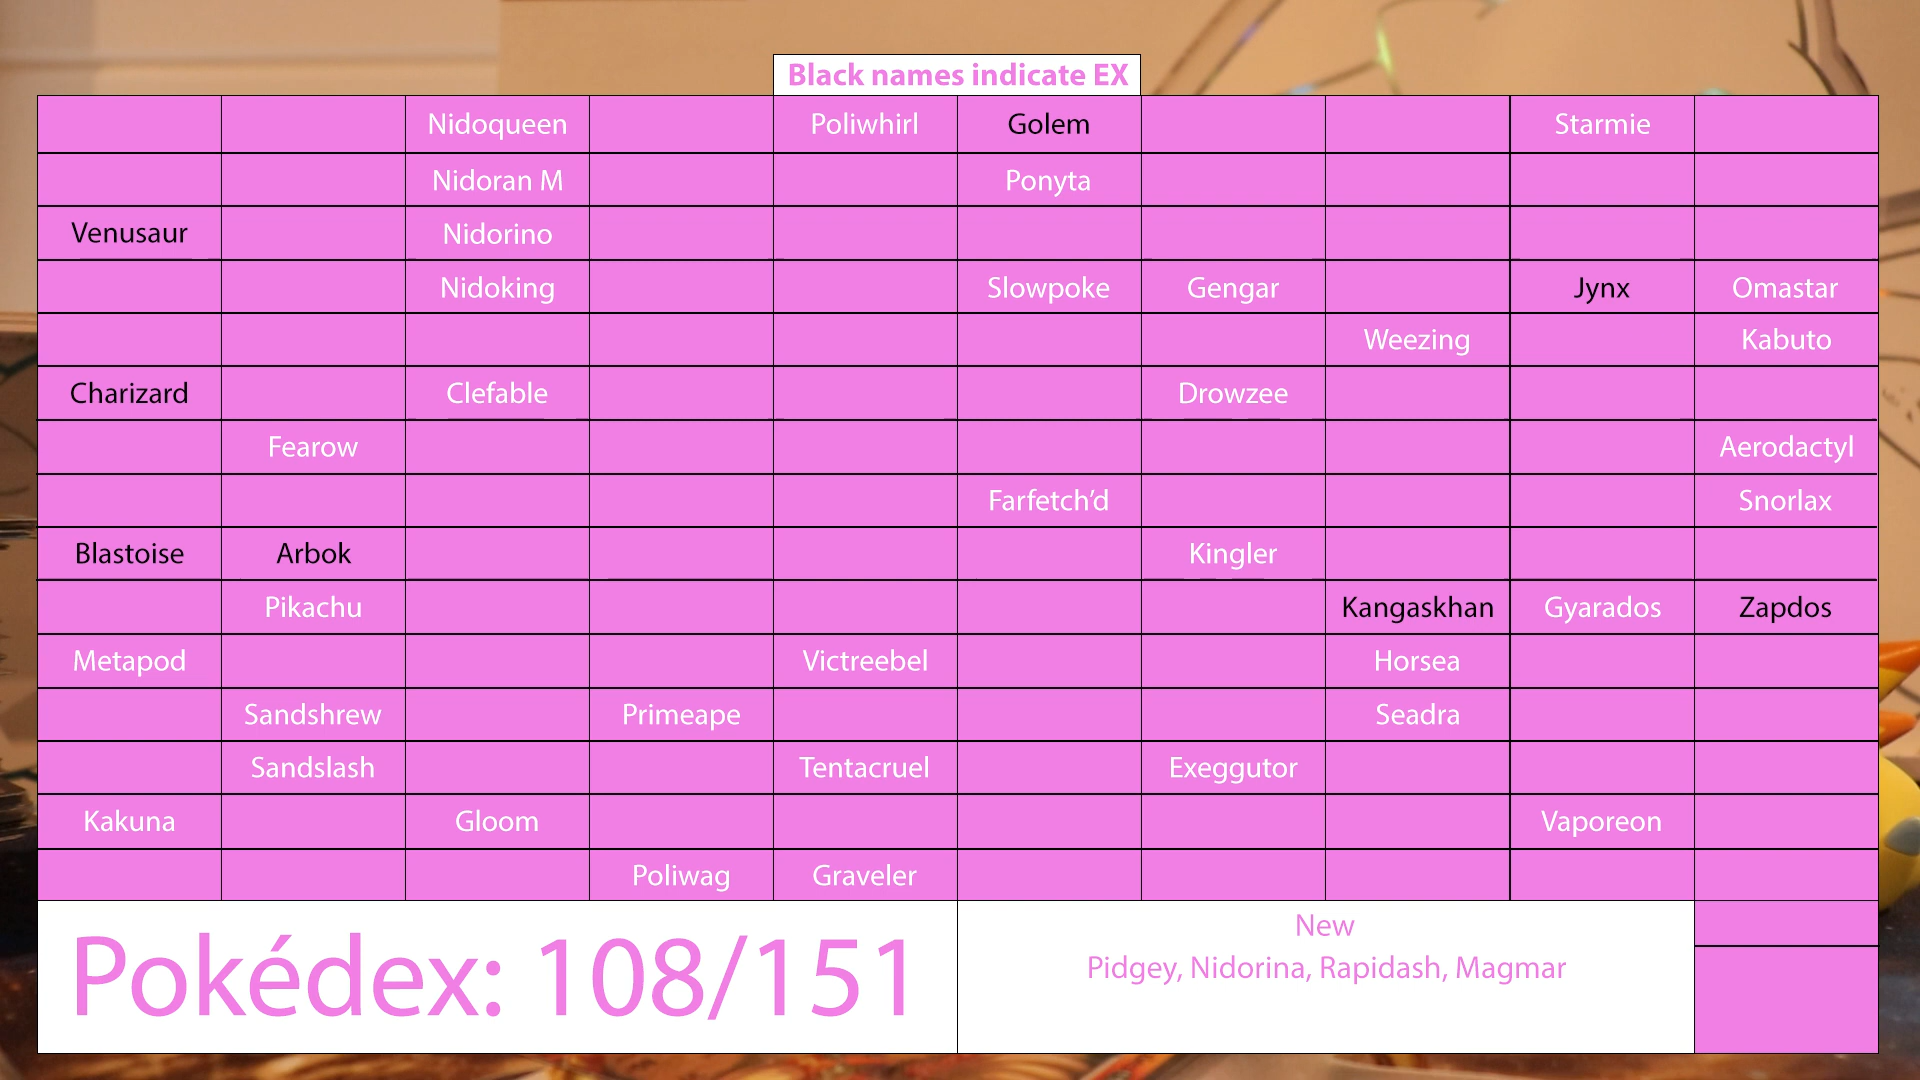 Black names indicate EX
Nidoqueen Poliwhirl Golem Starmie
Nidoran M Ponyta
Venusaur Nidorino
Nidoking Slowpoke Gengar Jynx Omastar
Weezing Kabuto
Charizard Clefable Drowzee
Fearow Aerodactyl
Farfetch’d Snorlax
Blastoise Arbok Kingler
Pikachu Kangaskhan Gyarados Zapdos
Metapod Victreebel Horsea
Sandshrew Primeape Seadra
Sandslash Tentacruel Exeggutor
Kakuna Gloom Vaporeon
Poliwag Graveler
Pokédex: 108/151
New
Pidgey, Nidorina, Rapidash, Magmar